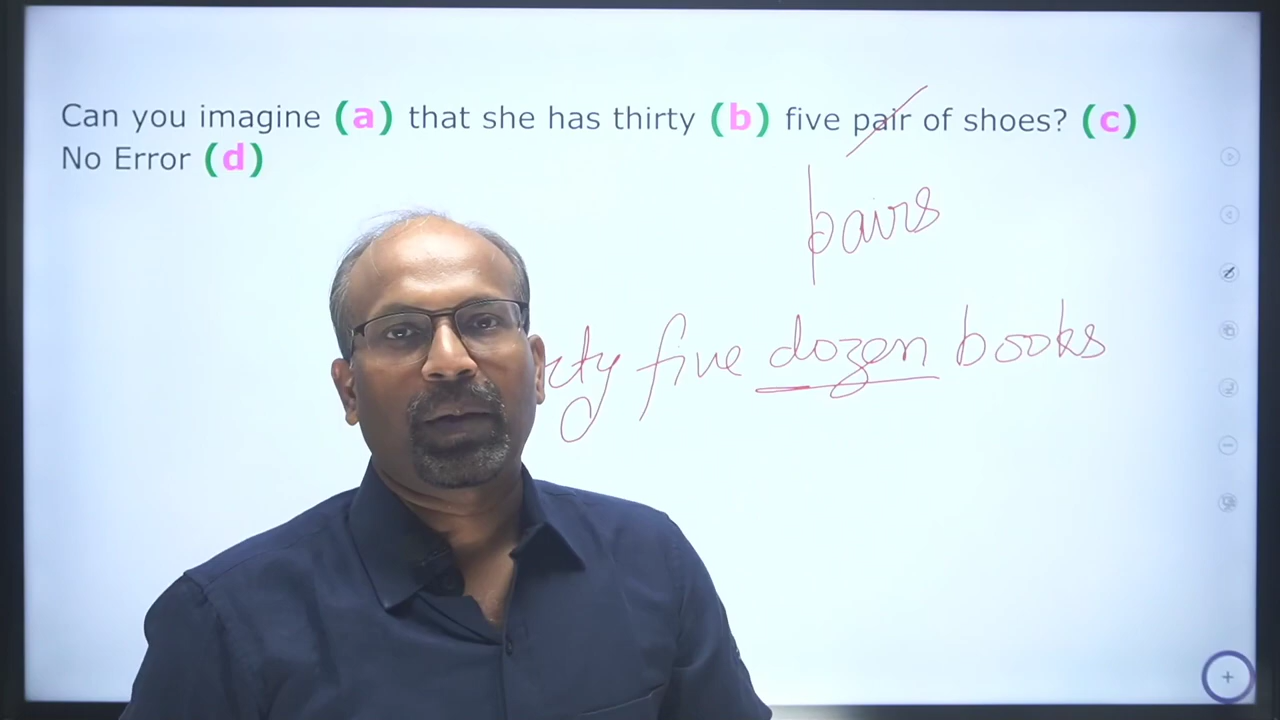 Can you imagine (a) that she has thirty (b) five pair of shoes? (c)
No Error (d)
pairs
five dozen books